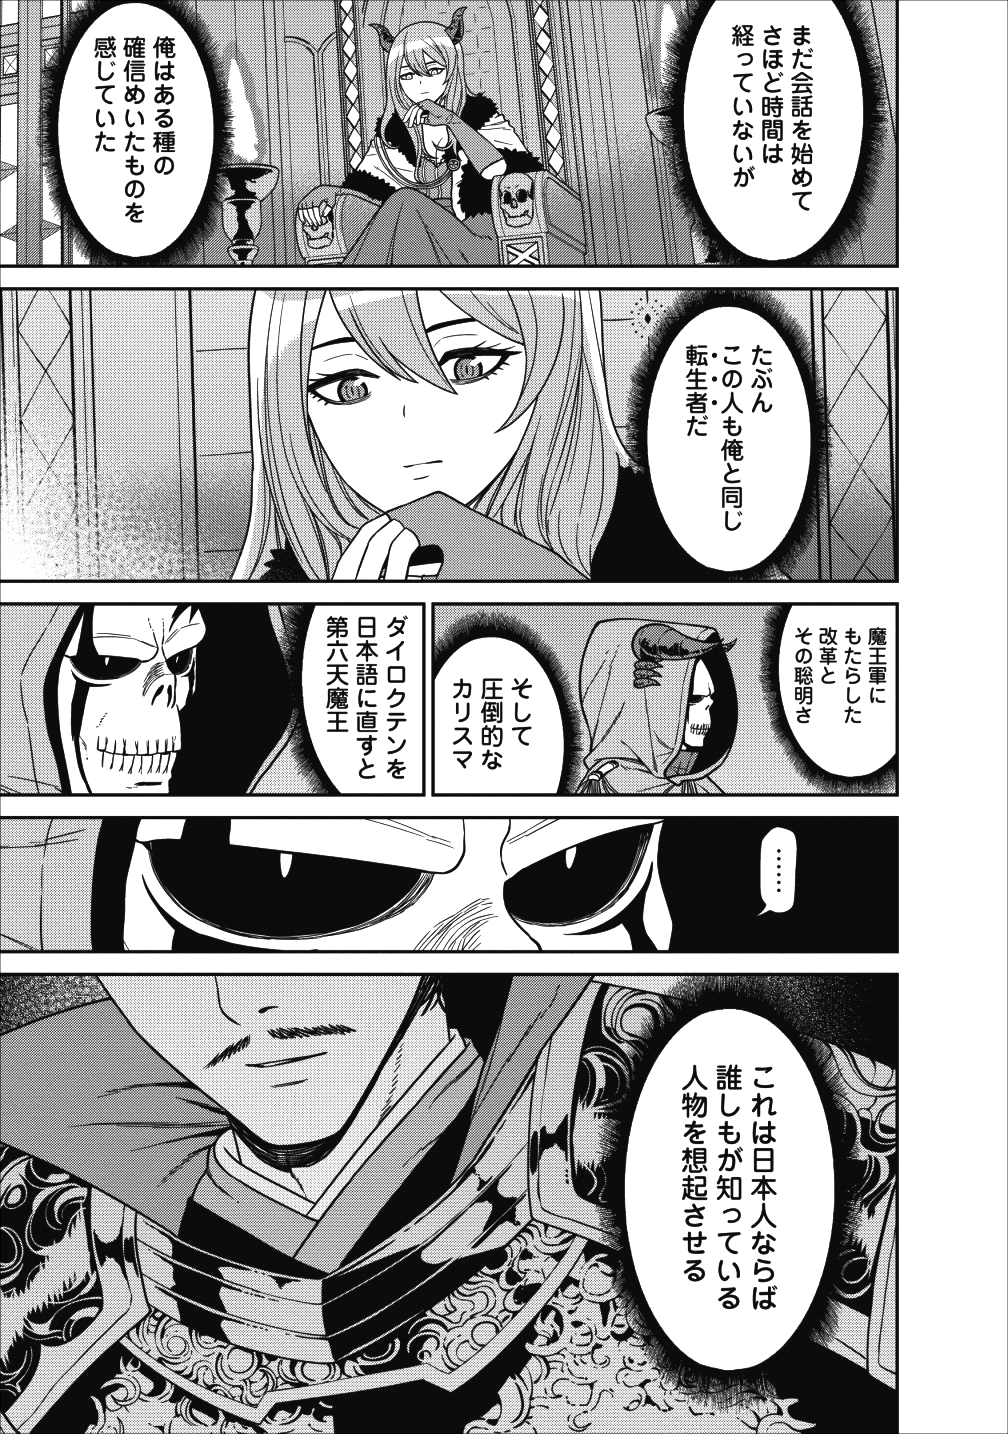 まだ会話を始めて
さほど時間は
経っていないが
俺はある種の
確信めいたものを
感じていた
たぶん
この人も俺と同じ
転生者だ
魔王軍に
もたらした
改革と
その聡明さ
そして
圧倒的な
カリスマ
ダイロクテンを
日本語に直すと
第六天魔王
……
これは日本人ならば
誰しもが知っている
人物を想起させる